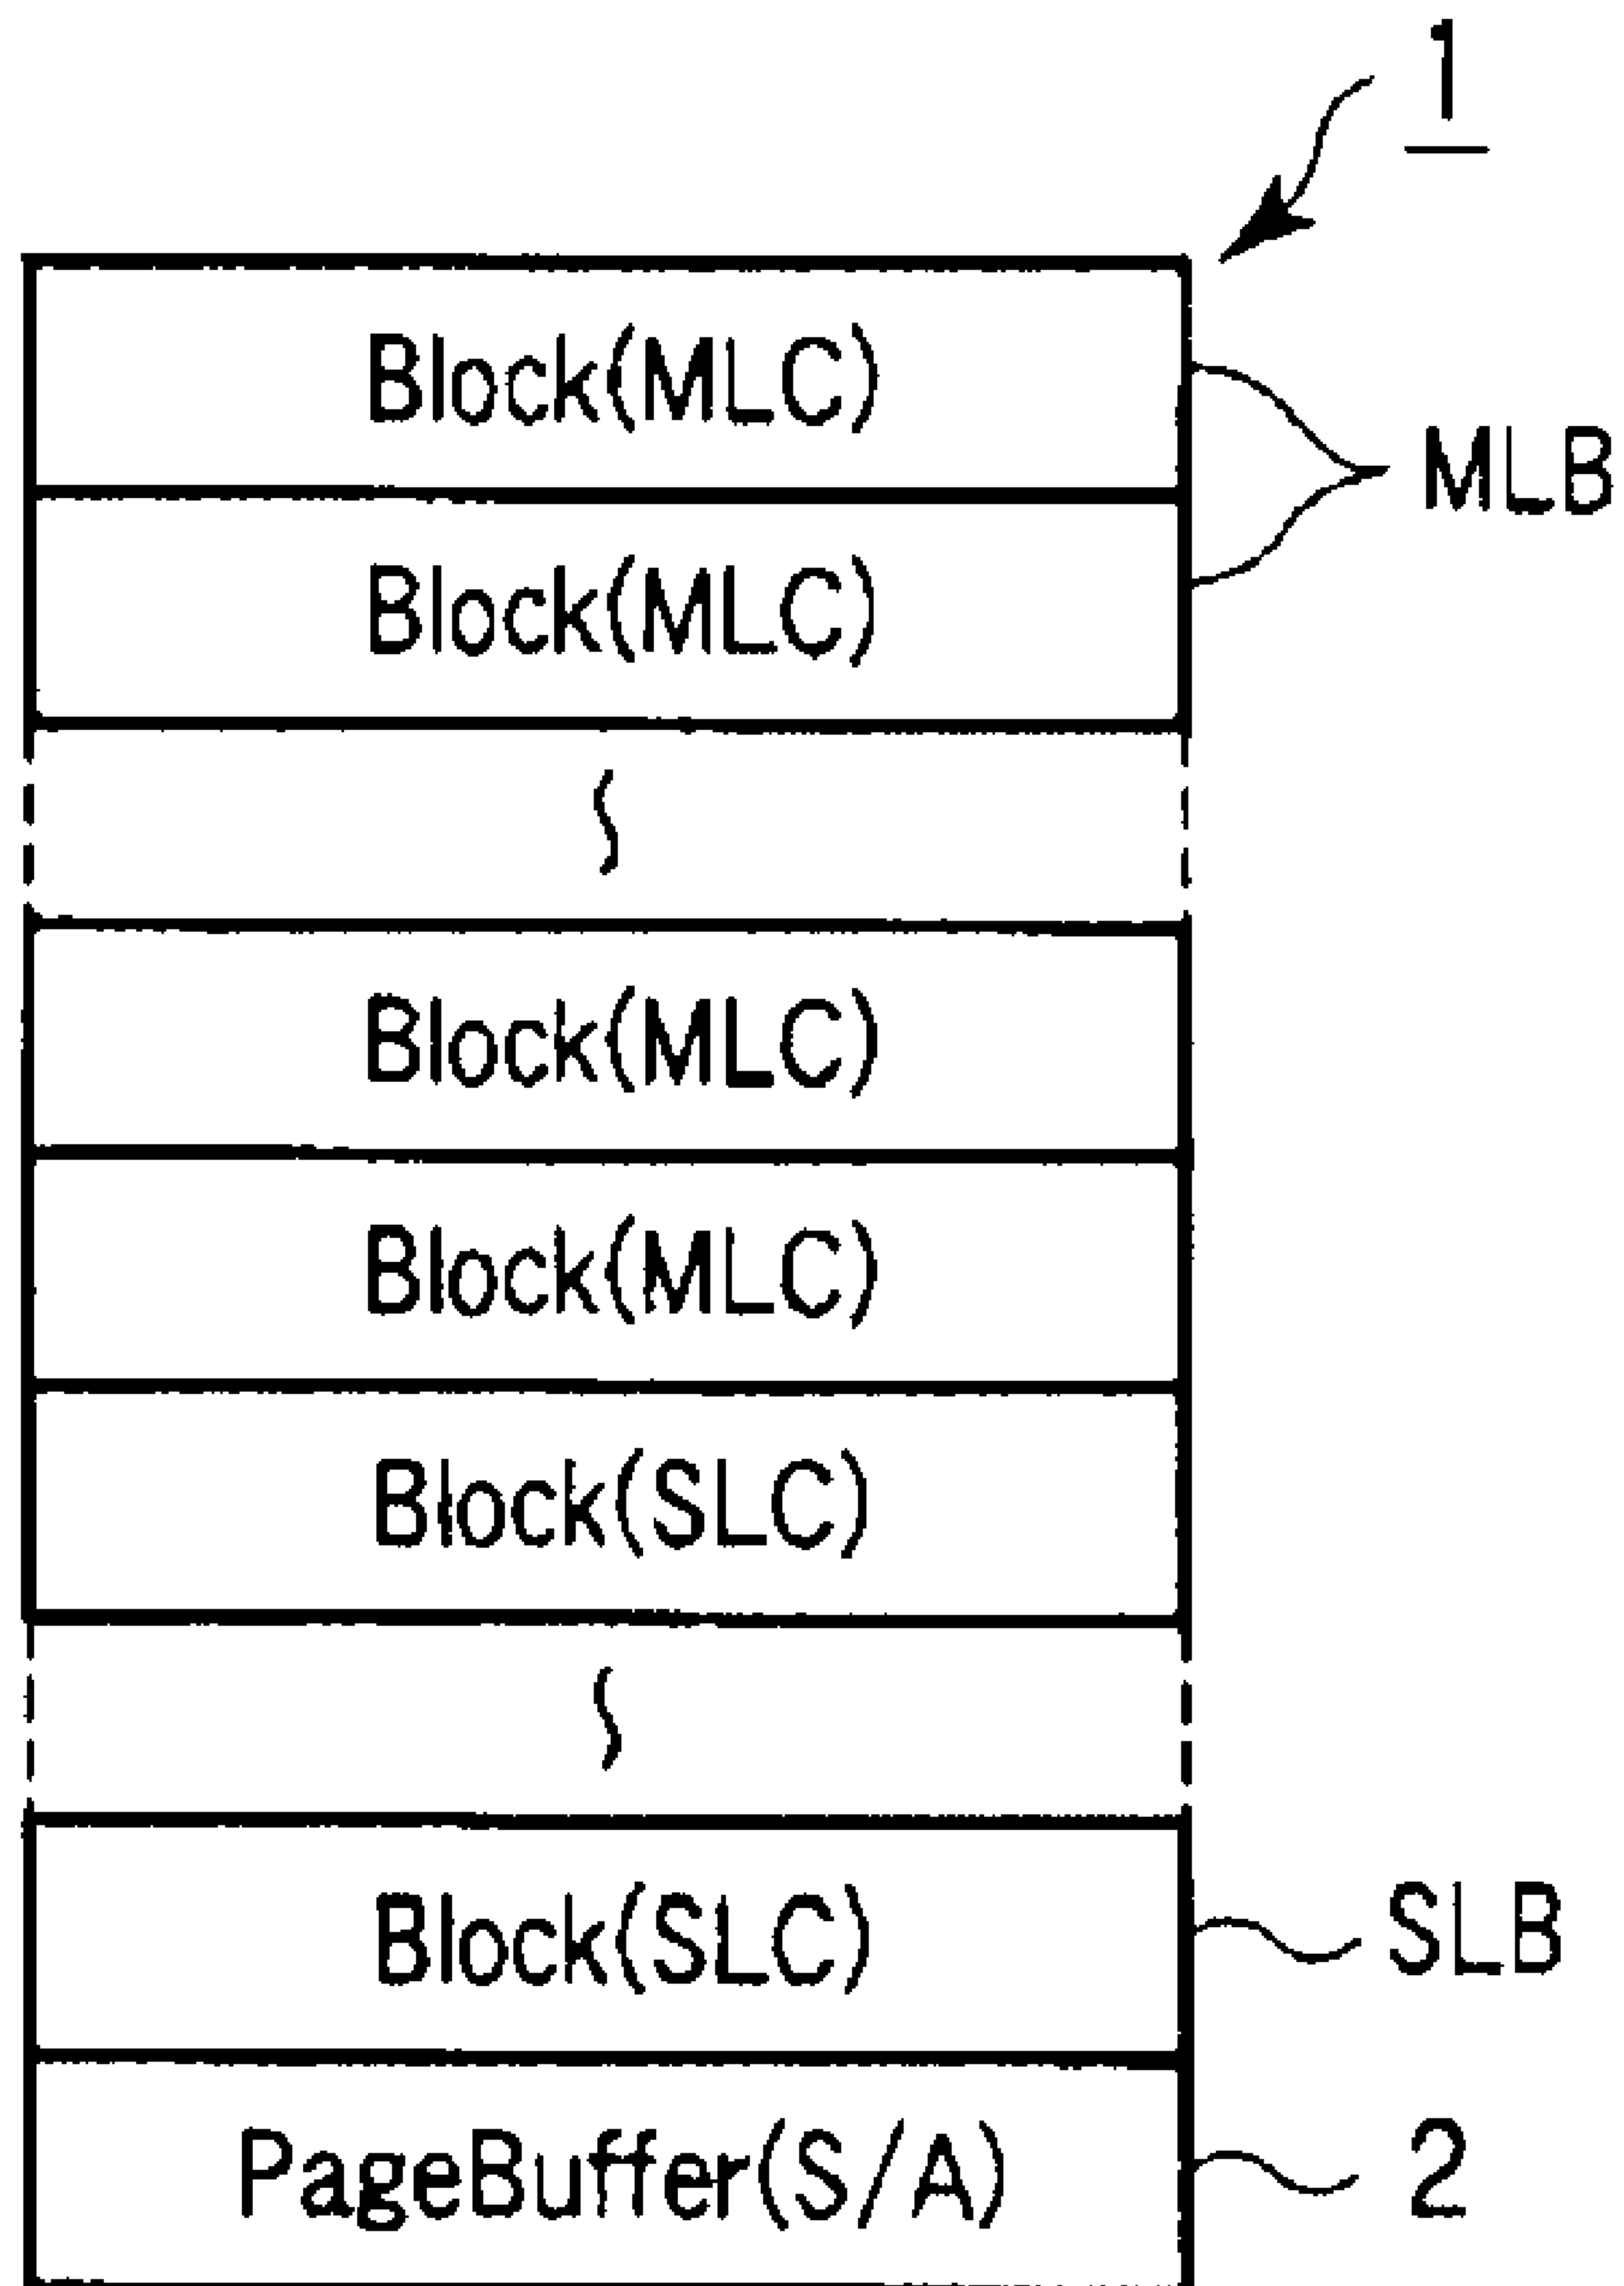 1
Block(MLC)
MLB
Block(MLC)
Block(MLC)
Block(MLC)
Block(SLC)
Block(SLC)
SLB
PageBuffer(S/A)
2